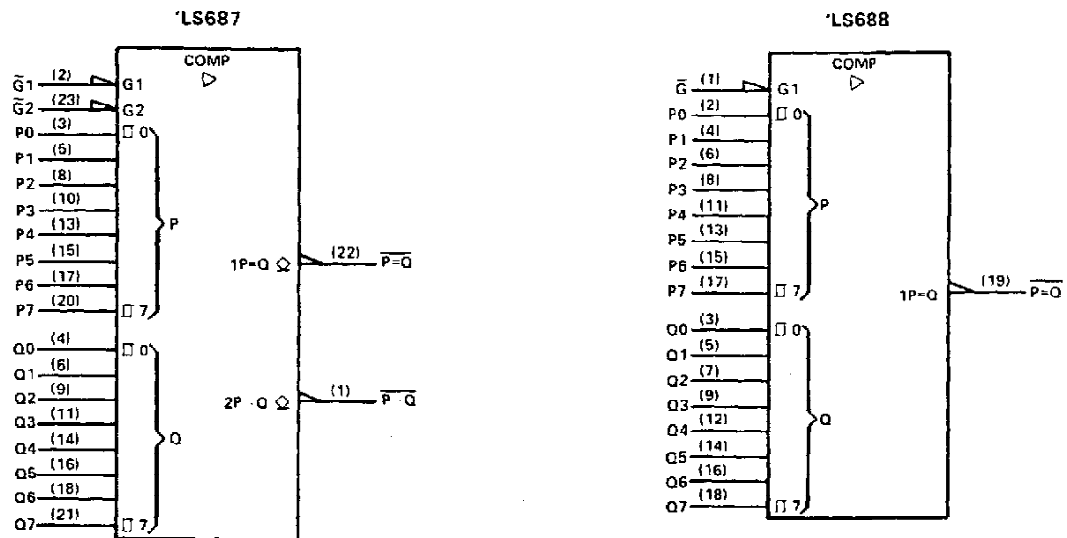 'LS687
COMP
G̅1 (2) G1
G̅2 (23) G2
P0 (3) 0
P1 (5)
P2 (8)
P3 (10)
P4 (13)
P5 (15)
P6 (17)
P7 (20) 7
P
Q0 (4) 0
Q1 (6)
Q2 (9)
Q3 (11)
Q4 (14)
Q5 (16)
Q6 (18)
Q7 (21) 7
Q
1P=Q (22) P=Q
2P Q (1) P Q
'LS688
COMP
G̅ (1) G1
P0 (2) 0
P1 (4)
P2 (6)
P3 (8)
P4 (11)
P5 (13)
P6 (15)
P7 (17) 7
P
Q0 (3) 0
Q1 (5)
Q2 (7)
Q3 (9)
Q4 (12)
Q5 (14)
Q6 (16)
Q7 (18) 7
Q
1P=Q (19) P=Q